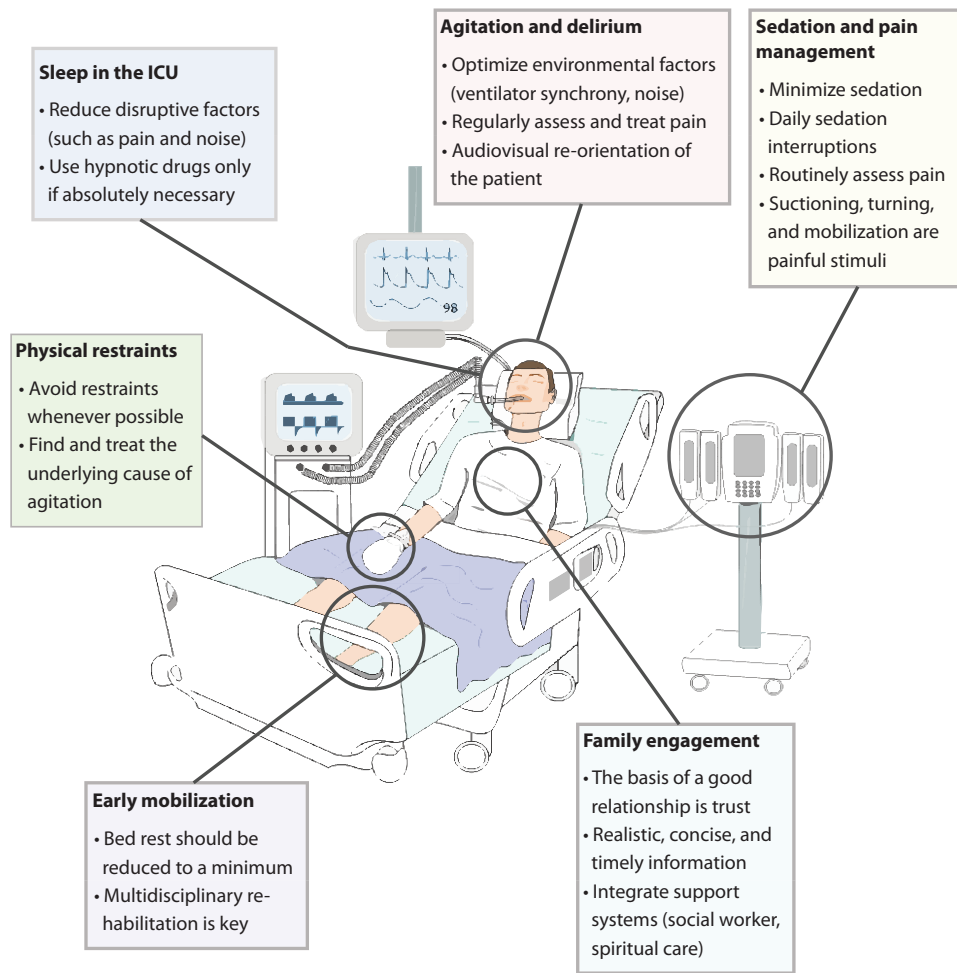 Sleep in the ICU
• Reduce disruptive factors
(such as pain and noise)
• Use hypnotic drugs only
if absolutely necessary
Agitation and delirium
• Optimize environmental factors
(ventilator synchrony, noise)
• Regularly assess and treat pain
• Audiovisual re-orientation of
the patient
Sedation and pain
management
• Minimize sedation
• Daily sedation
interruptions
• Routinely assess pain
• Suctioning, turning,
and mobilization are
painful stimuli
98
Physical restraints
• Avoid restraints
whenever possible
• Find and treat the
underlying cause of
agitation
Early mobilization
• Bed rest should be
reduced to a minimum
• Multidisciplinary re-
habilitation is key
Family engagement
• The basis of a good
relationship is trust
• Realistic, concise, and
timely information
• Integrate support
systems (social worker,
spiritual care)